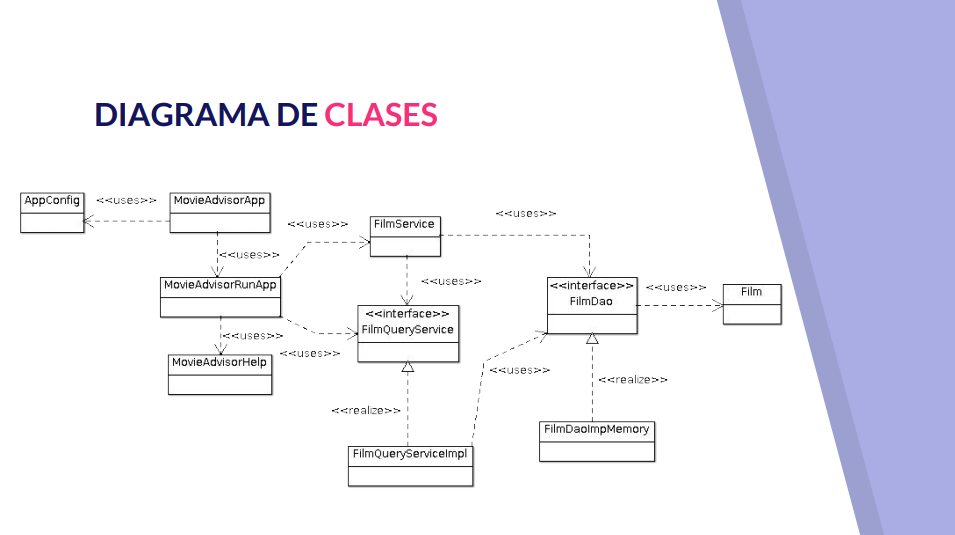 DIAGRAMA DE CLASES
AppConfig
<<uses>>
MovieAdvisorApp
<<uses>>
FilmService
<<uses>>
<<uses>>
MovieAdvisorRunApp
<<uses>>
<<interface>>
FilmDao
<<uses>>
Film
<<interface>>
FilmQueryService
<<uses>>
<<uses>>
MovieAdvisorHelp
<<uses>>
<<realize>>
<<realize>>
FilmDaoImpMemory
FilmQueryServiceImpl